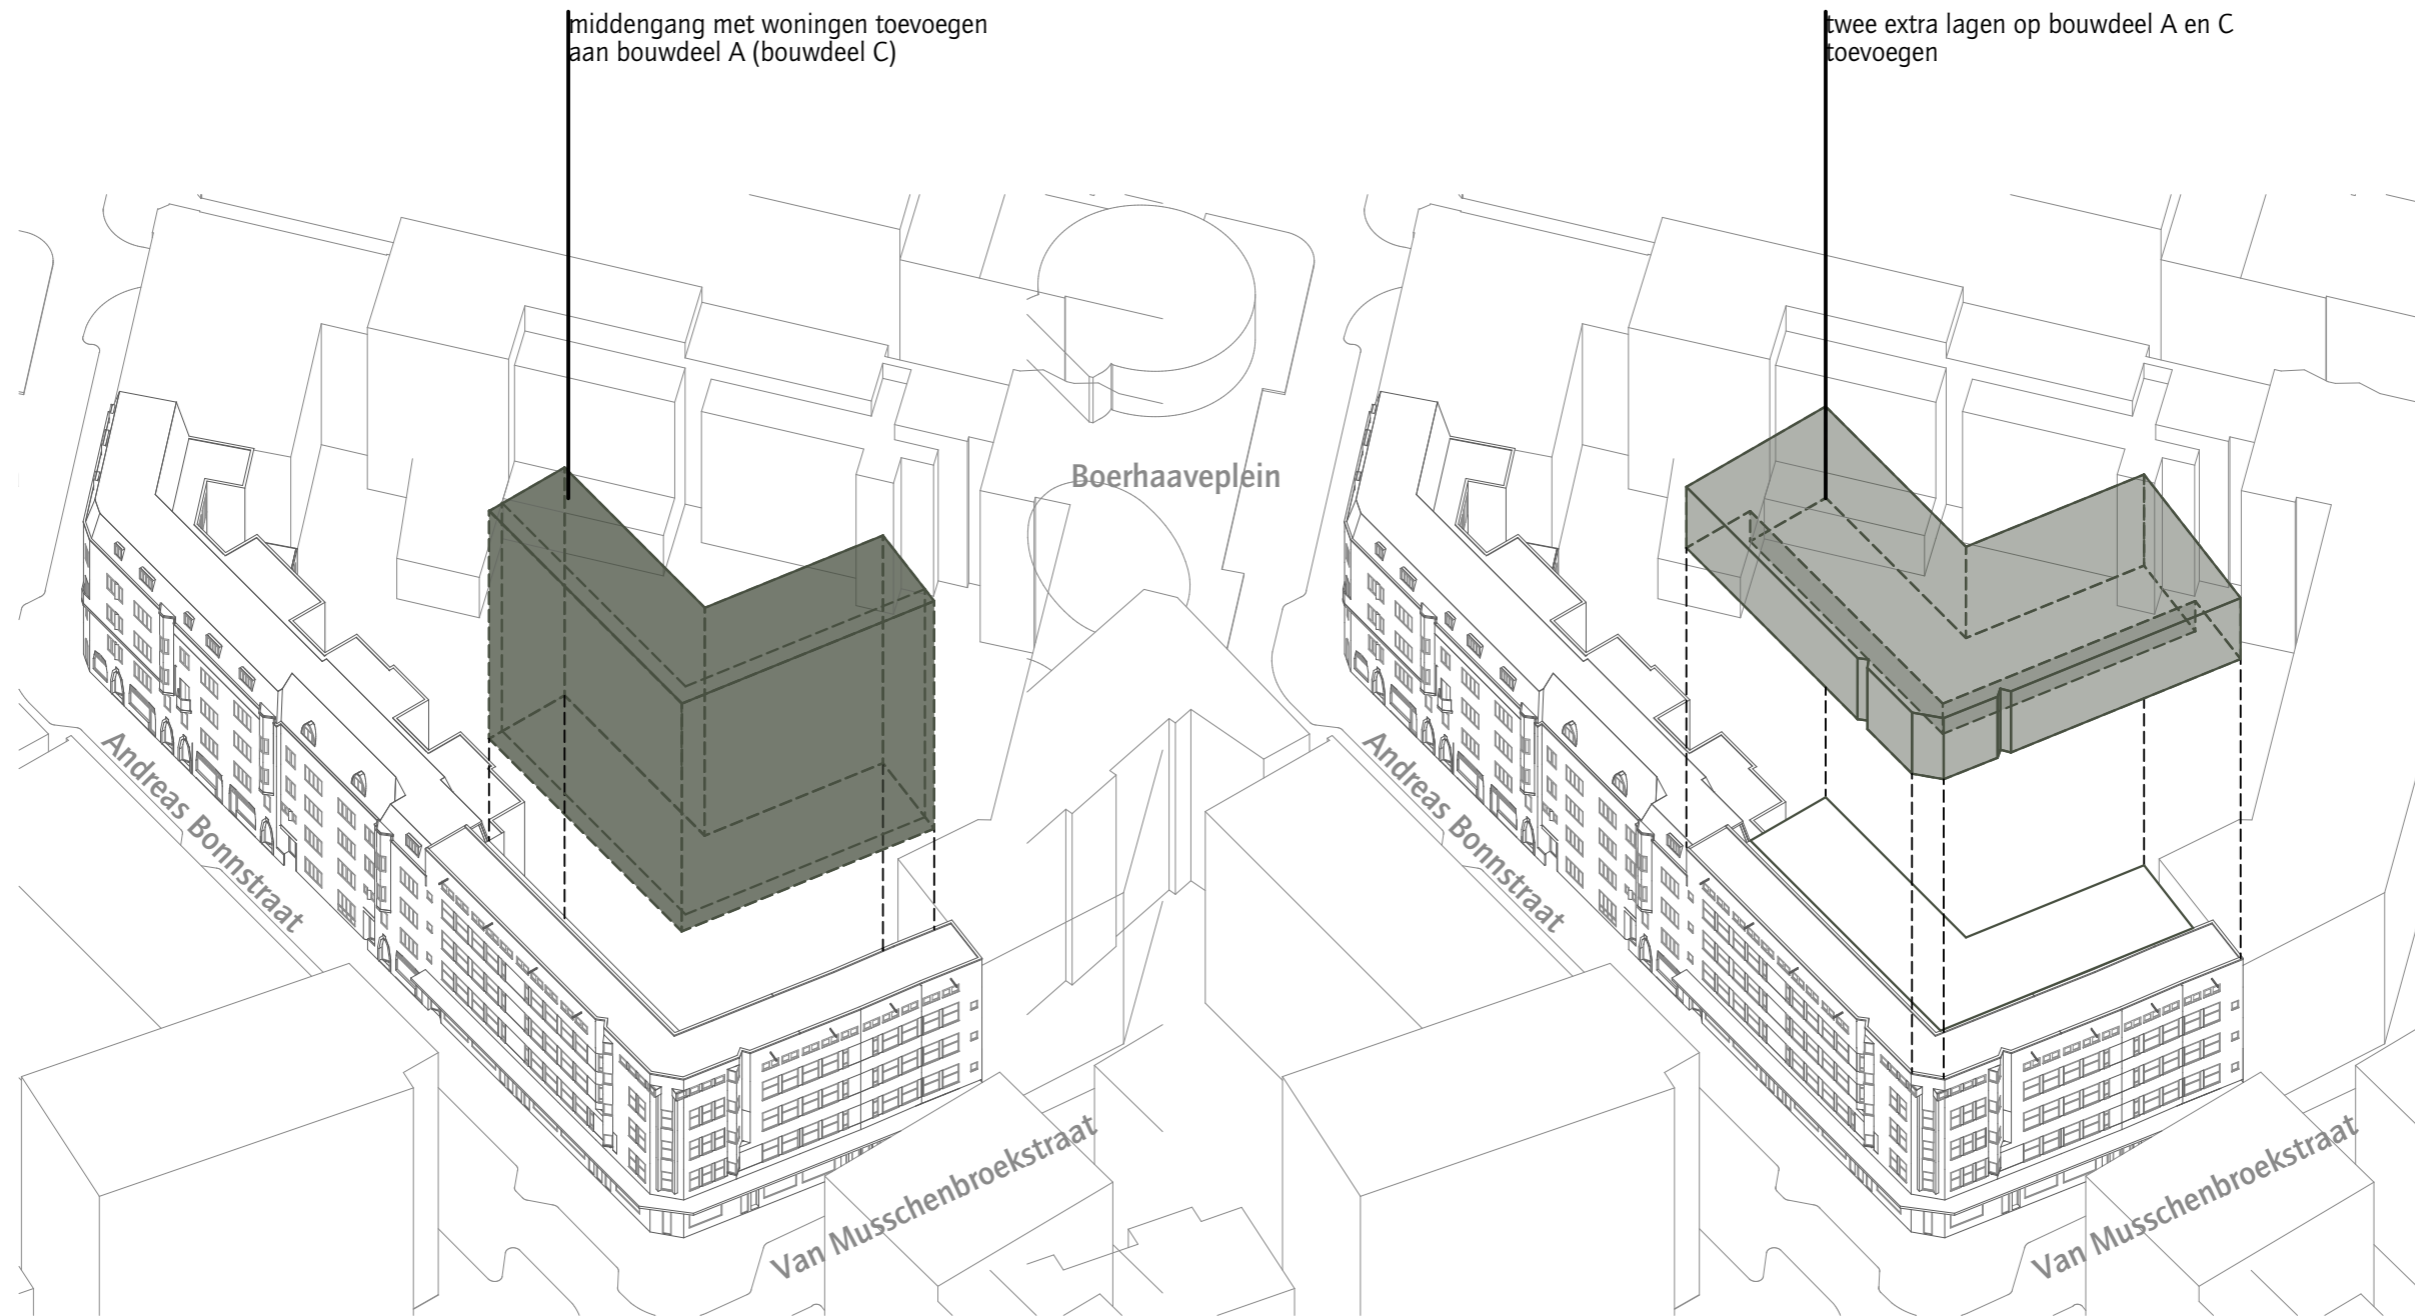 middengang met woningen toevoegen
aan bouwdeel A (bouwdeel C)
twee extra lagen op bouwdeel A en C
toevoegen
Boerhaaveplein
Andreas Bonnstraat
Van Musschenbroekstraat
Andreas Bonnstraat
Van Musschenbroekstraat